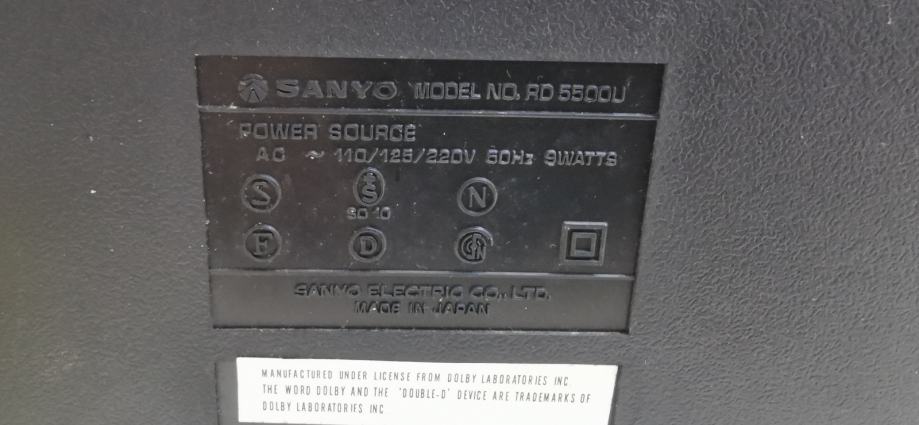 SANYO MODEL NO. RD 5500U
POWER SOURCE
AC ~ 110/125/220V 50Hz 9WATTS
S +S N
SO 10
F D
SANYO ELECTRIC CO., LTD.
MADE IN JAPAN
MANUFACTURED UNDER LICENSE FROM DOLBY LABORATORIES INC.
THE WORD DOLBY AND THE 'DOUBLE-D' DEVICE ARE TRADEMARKS OF
DOLBY LABORATORIES INC